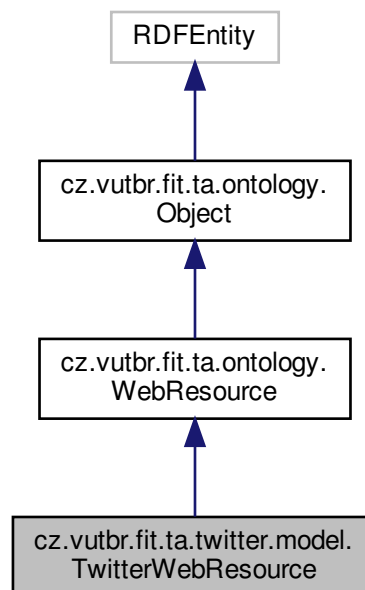 RDFEntity
cz.vutbr.fit.ta.ontology.
Object
cz.vutbr.fit.ta.ontology.
WebResource
cz.vutbr.fit.ta.twitter.model.
TwitterWebResource